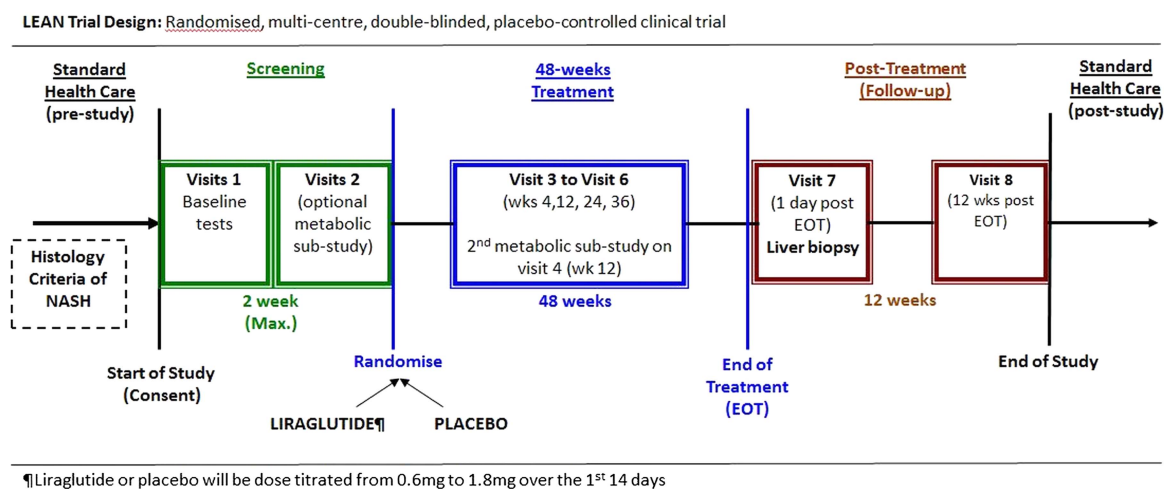 LEAN Trial Design: Randomised, multi-centre, double-blinded, placebo-controlled clinical trial
Standard
Health Care
(pre-study)
Screening
48-weeks
Treatment
Post-Treatment
(Follow-up)
Standard
Health Care
(post-study)
Visits 1
Baseline
tests
Visits 2
(optional
metabolic
sub-study)
Visit 3 to Visit 6
(wks 4,12, 24, 36)
2nd metabolic sub-study on
visit 4 (wk 12)
Visit 7
(1 day post
EOT)
Liver biopsy
Visit 8
(12 wks post
EOT)
Histology
Criteria of
NASH
2 week
(Max.)
48 weeks
12 weeks
Start of Study
(Consent)
Randomise
End of
Treatment
(EOT)
End of Study
LIRAGLUTIDE¶
PLACEBO
¶Liraglutide or placebo will be dose titrated from 0.6mg to 1.8mg over the 1st 14 days